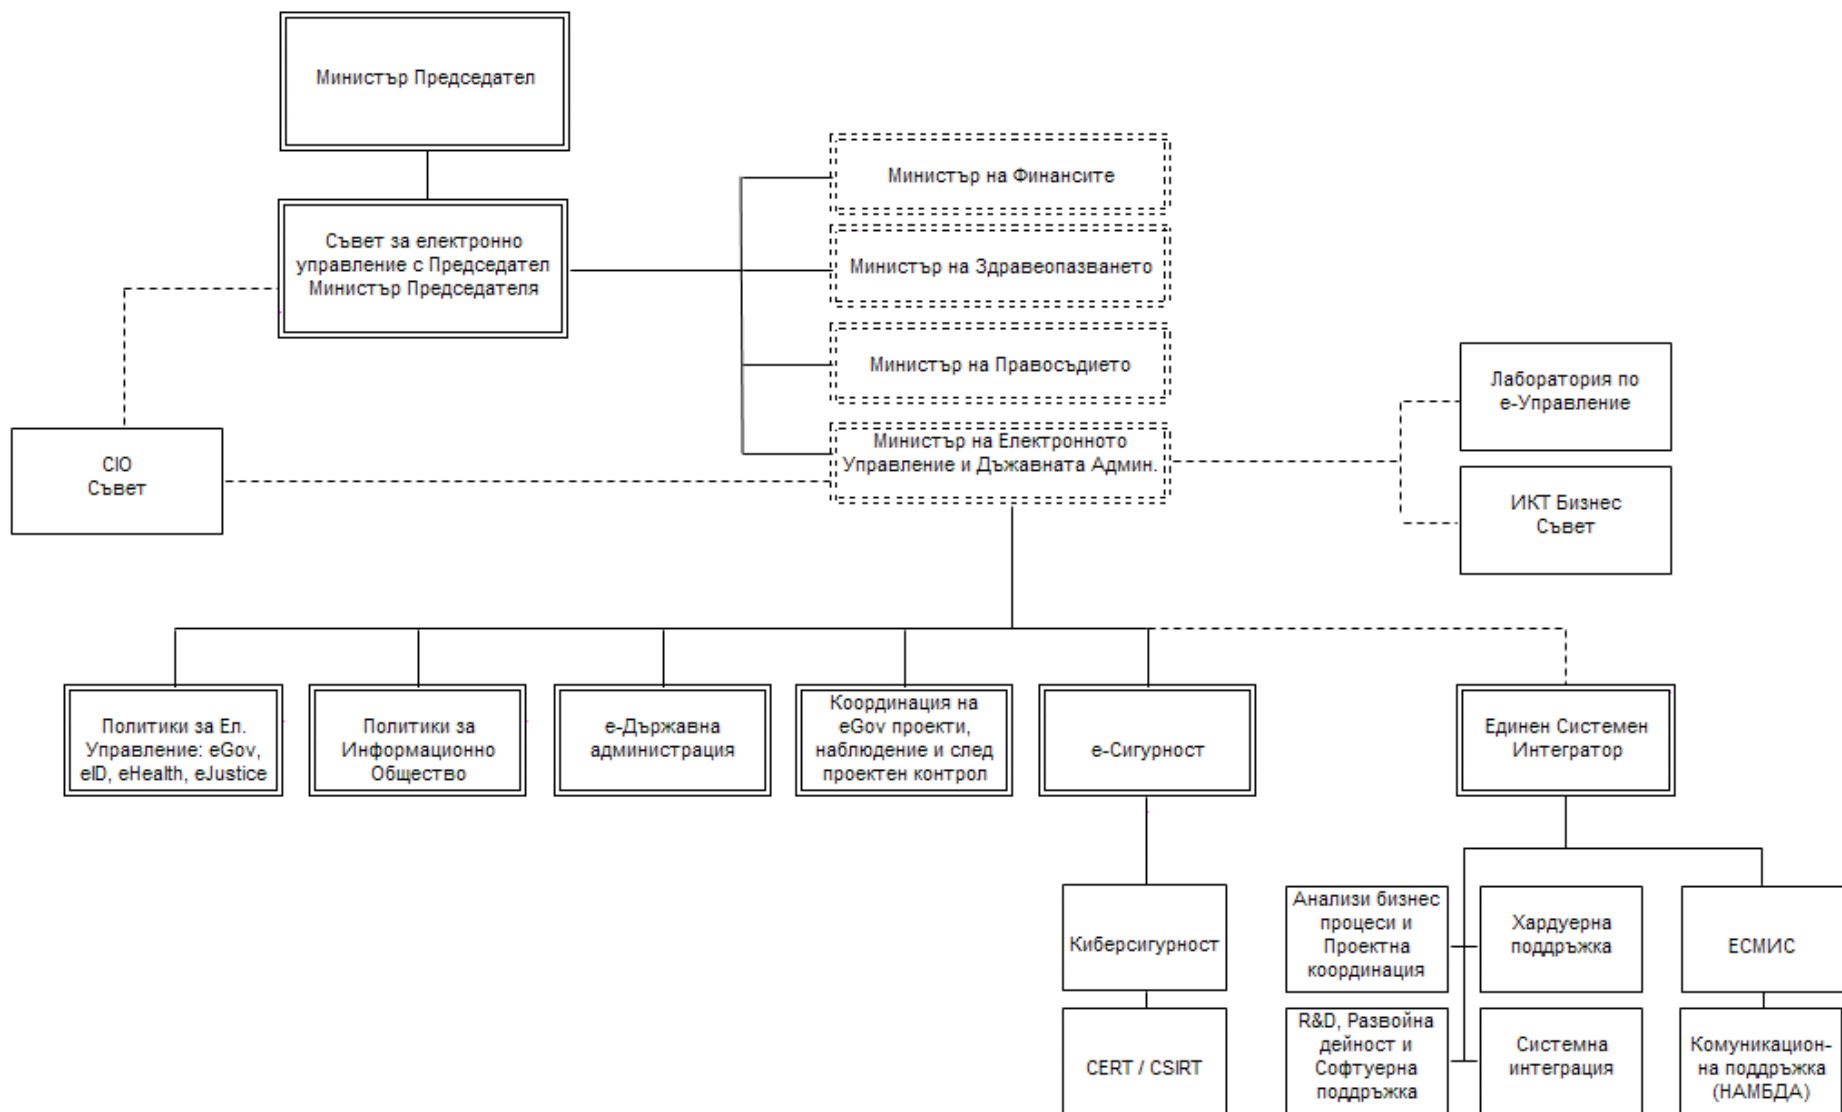 Министър Председател
Съвет за електронно
управление с Председател
Министър Председателя
Министър на Финансите
Министър на Здравеопазването
Министър на Правосъдието
Министър на Електронното
Управление и Дъжавната Админ.
CIO
Съвет
Лаборатория по
е-Управление
ИКТ Бизнес
Съвет
Политики за Ел.
Управление: eGov,
eID, eHealth, eJustice
Политики за
Информационно
Общество
е-Държавна
администрация
Координация на
eGov проекти,
наблюдение и след
проектен контрол
е-Сигурност
Единен Системен
Интегратор
Киберсигурност
CERT / CSIRT
Анализи бизнес
процеси и
Проектна
координация
Хардуерна
поддръжка
ЕСМИС
R&D, Развойна
дейност и
Софтуерна
поддръжка
Системна
интеграция
Комуникацион-
на поддръжка
(НАМБДА)